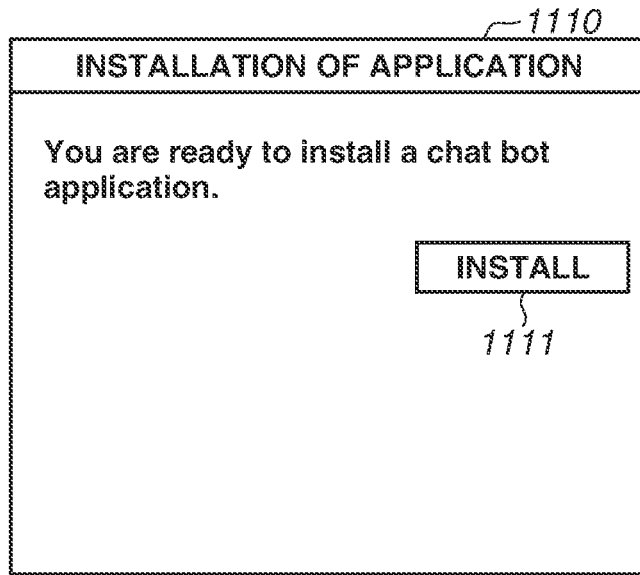 1110
INSTALLATION OF APPLICATION
You are ready to install a chat bot
application.
INSTALL
1111